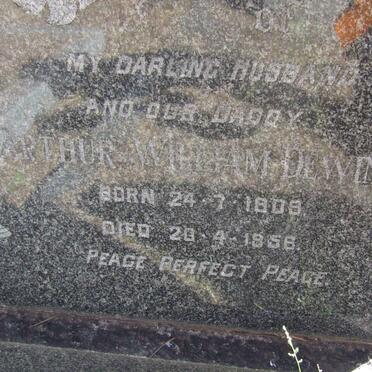 MY DARLING HUSBAND
AND OUR DADDY
ARTHUR WILLIAM DEWIN
BORN 24-7-1908
DIED 20-4-1956
PEACE PERFECT PEACE